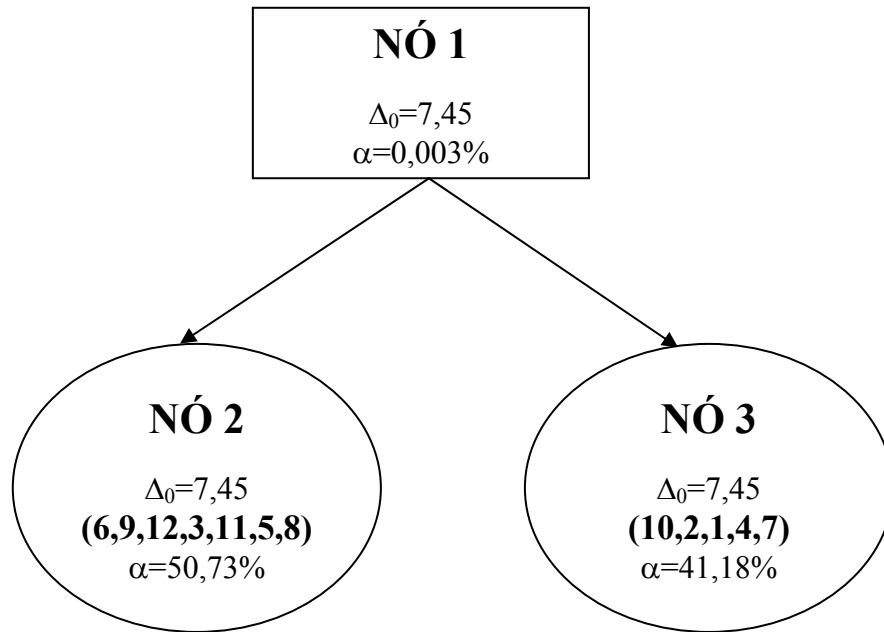 NÓ 1
Δ₀=7,45
α=0,003%
NÓ 2
Δ₀=7,45
(6,9,12,3,11,5,8)
α=50,73%
NÓ 3
Δ₀=7,45
(10,2,1,4,7)
α=41,18%